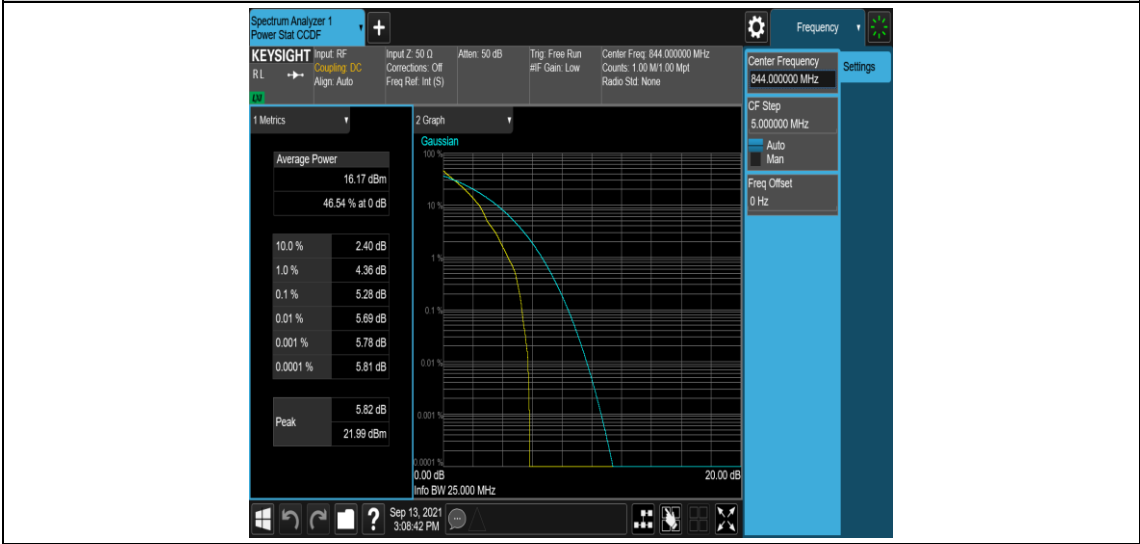 Spectrum Analyzer 1
Power Stat CCDF
+
Frequency
KEYSIGHT
RL
LM
Input: RF
Coupling: DC
Align: Auto
Input Z: 50 Ω
Corrections: Off
Freq Ref: Int (S)
Atten: 50 dB
Trig: Free Run
#IF Gain: Low
Center Freq: 844.000000 MHz
Counts: 1.00 M/1.00 Mpt
Radio Std: None
Center Frequency
844.000000 MHz
Settings
CF Step
5.000000 MHz
Auto
Man
Freq Offset
0 Hz
1 Metrics
Average Power
16.17 dBm
46.54 % at 0 dB
10.0 % 2.40 dB
1.0 % 4.36 dB
0.1 % 5.28 dB
0.01 % 5.69 dB
0.001 % 5.78 dB
0.0001 % 5.81 dB
Peak
5.82 dB
21.99 dBm
2 Graph
Gaussian
100 %
10 %
1 %
0.1 %
0.01 %
0.001 %
0.0001 %
0.00 dB
20.00 dB
Info BW 25.000 MHz
?
Sep 13, 2021
3:08:42 PM